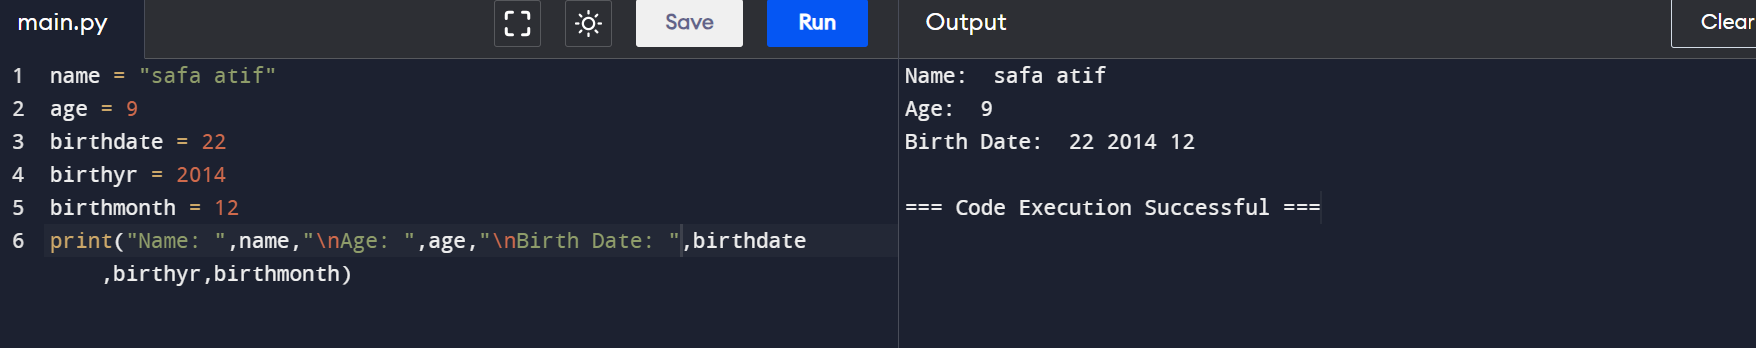 main.py
Save
Run
Output
Clear
1 name = "safa atif"
2 age = 9
3 birthdate = 22
4 birthyr = 2014
5 birthmonth = 12
6 print("Name: ",name,"\nAge: ",age,"\nBirth Date: ",birthdate
,birthyr,birthmonth)
Name:  safa atif
Age:  9
Birth Date:  22 2014 12
=== Code Execution Successful ===